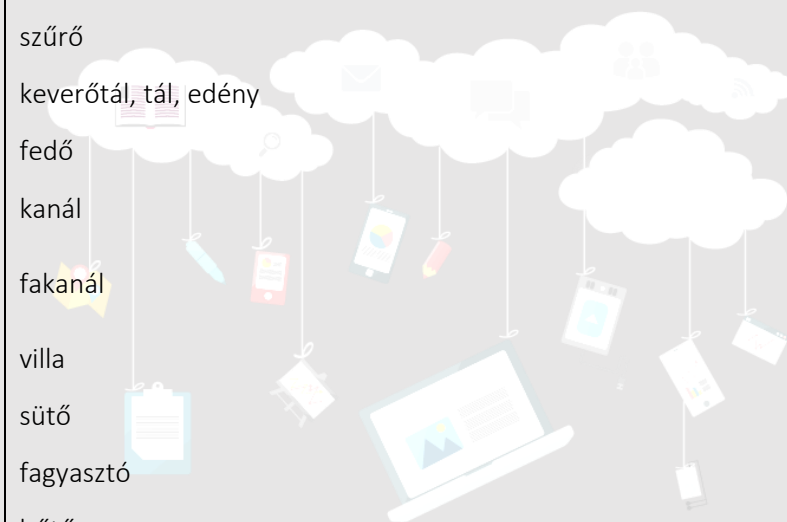 szűrő
keverőtál, tál, edény
fedő
kanál
fakanál
villa
sütő
fagyasztó